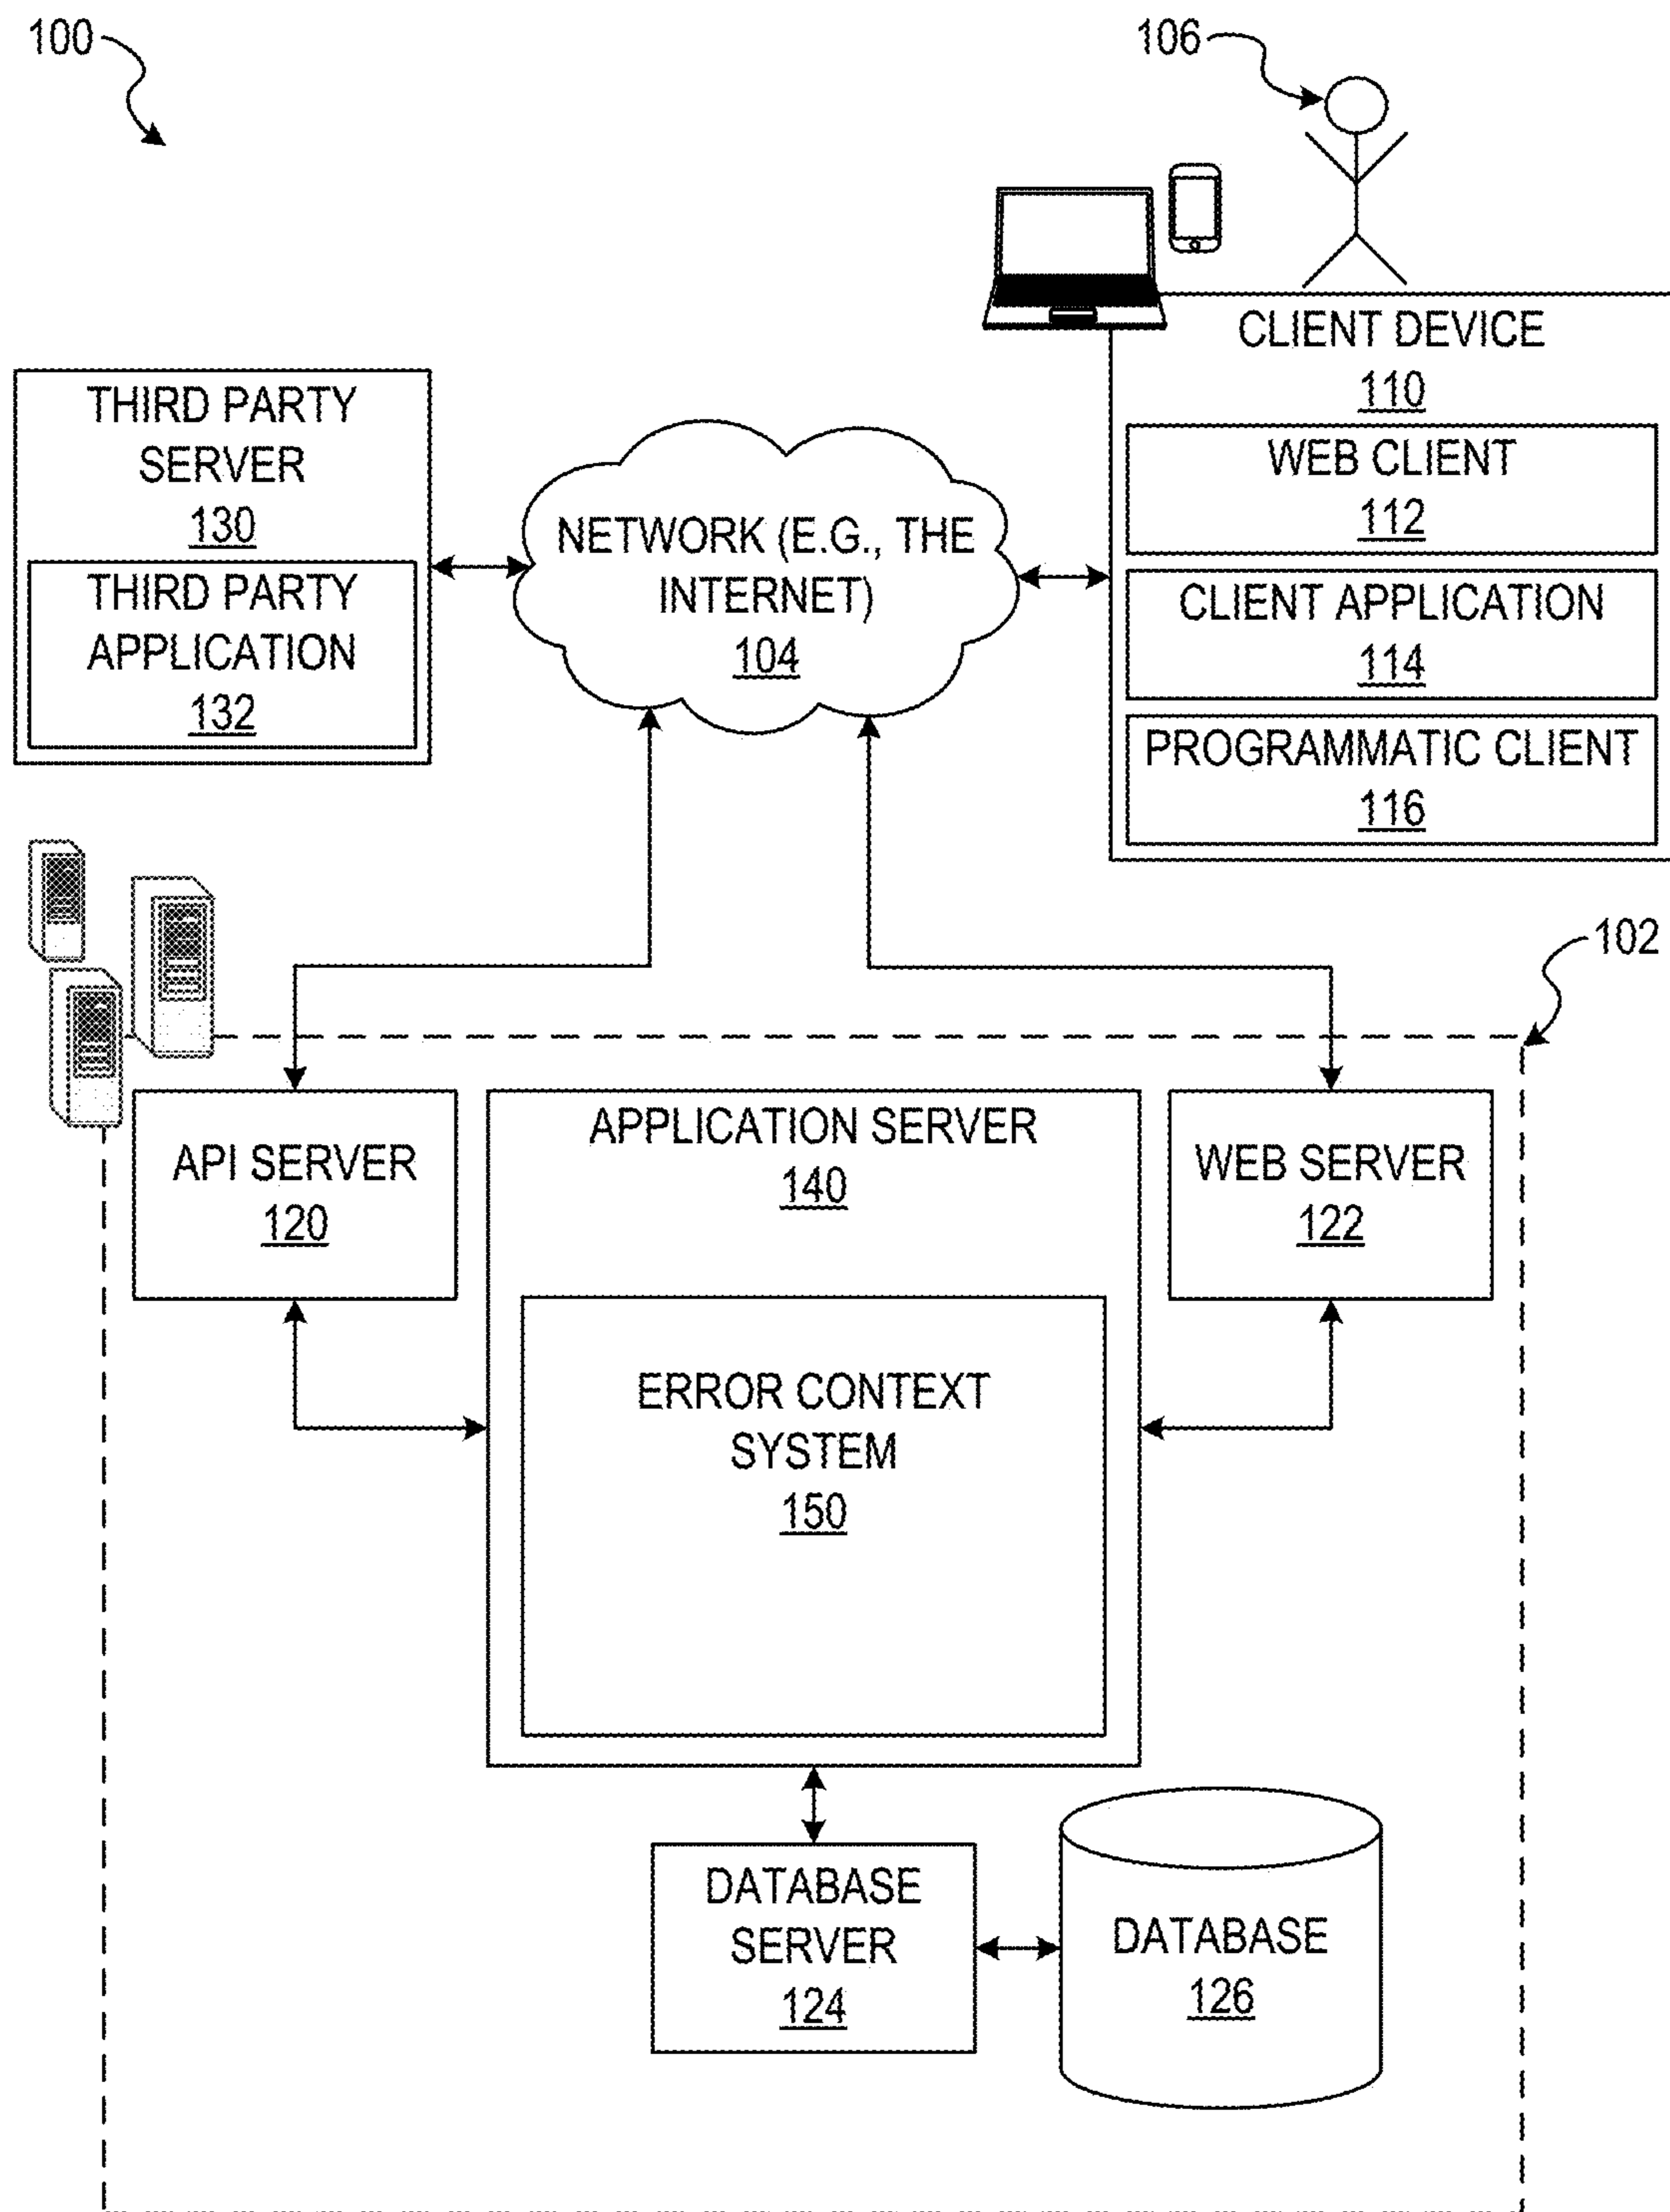 100
106
CLIENT DEVICE
110
WEB CLIENT
112
CLIENT APPLICATION
114
PROGRAMMATIC CLIENT
116
THIRD PARTY
SERVER
130
THIRD PARTY
APPLICATION
132
NETWORK (E.G., THE
INTERNET)
104
102
API SERVER
120
APPLICATION SERVER
140
WEB SERVER
122
ERROR CONTEXT
SYSTEM
150
DATABASE
SERVER
124
DATABASE
126